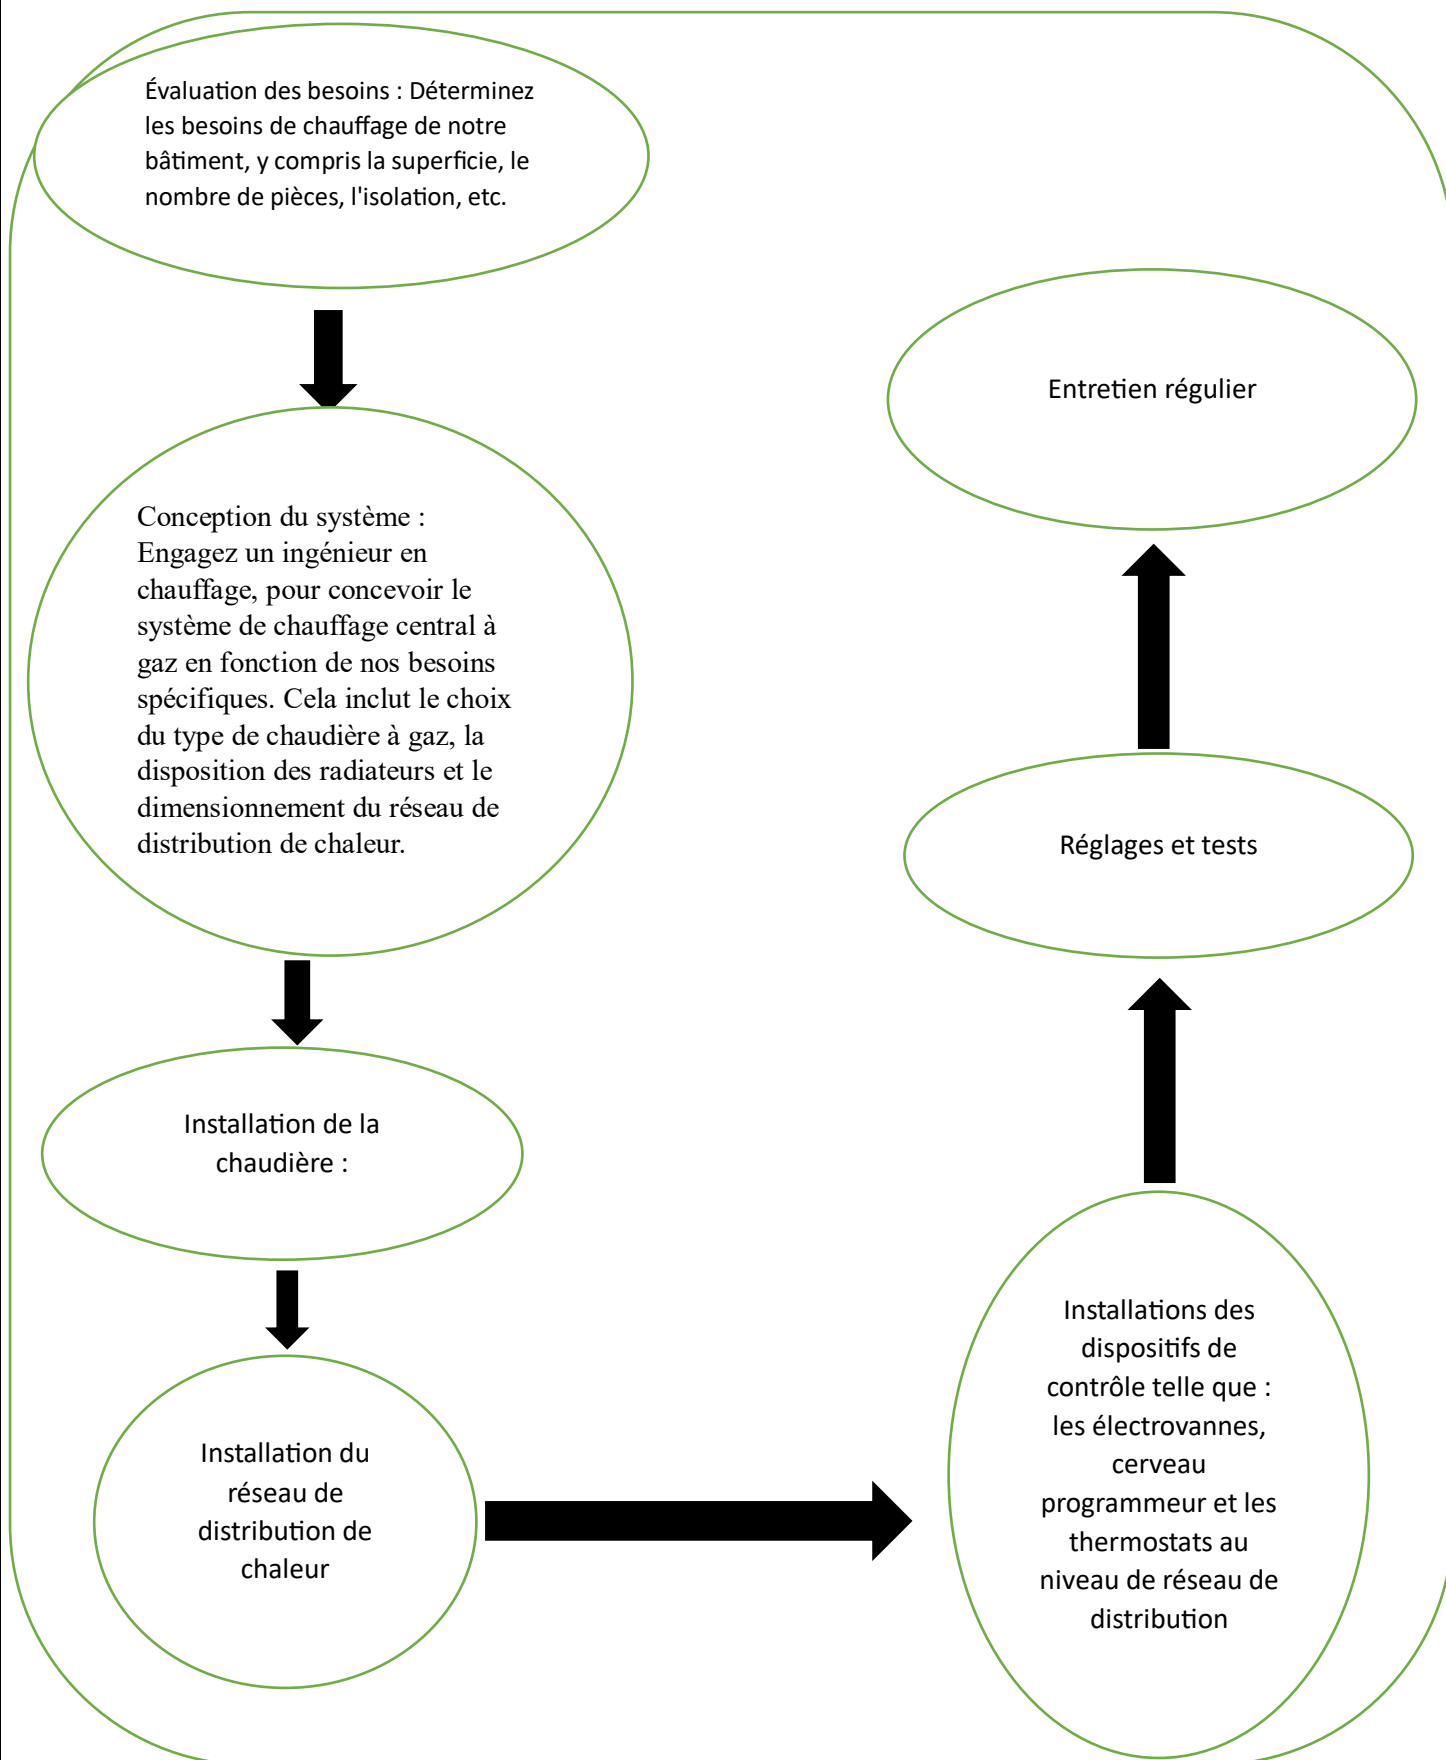 Évaluation des besoins : Déterminez
les besoins de chauffage de notre
bâtiment, y compris la superficie, le
nombre de pièces, l'isolation, etc.
Conception du système :
Engagez un ingénieur en
chauffage, pour concevoir le
système de chauffage central à
gaz en fonction de nos besoins
spécifiques. Cela inclut le choix
du type de chaudière à gaz, la
disposition des radiateurs et le
dimensionnement du réseau de
distribution de chaleur.
Installation de la
chaudière :
Installation du
réseau de
distribution de
chaleur
Installations des
dispositifs de
contrôle telle que :
les électrovannes,
cerveau
programmeur et les
thermostats au
niveau de réseau de
distribution
Réglages et tests
Entretien régulier